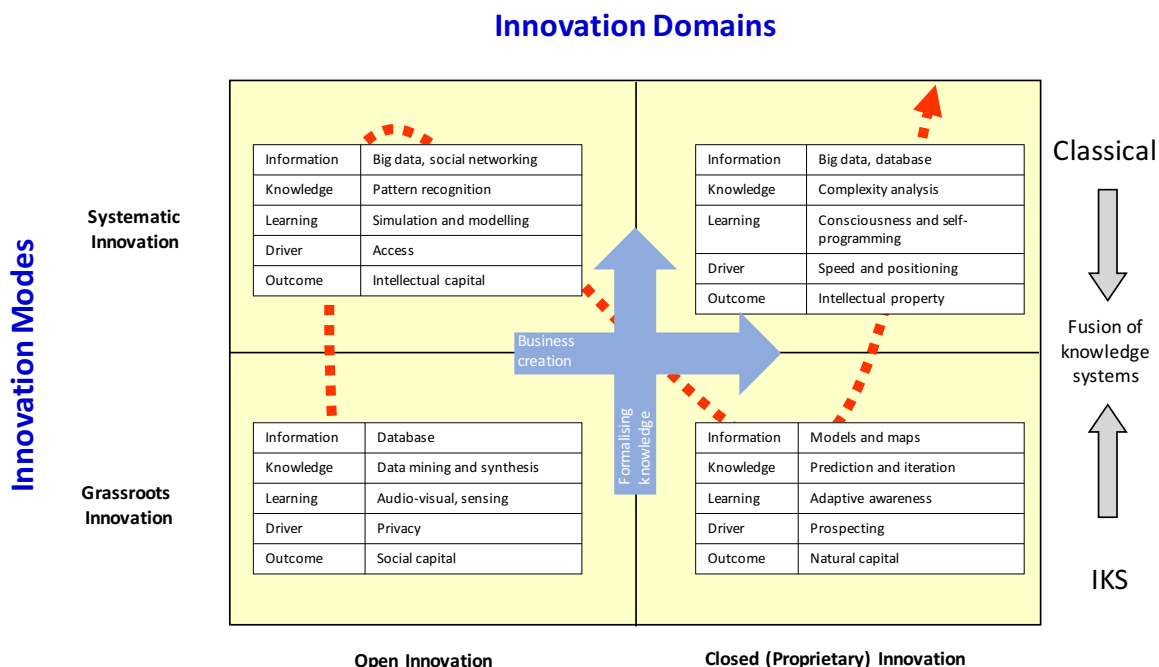 Innovation Domains
Innovation Modes
Systematic
Innovation
Information Big data, social networking
Knowledge Pattern recognition
Learning Simulation and modelling
Driver Access
Outcome Intellectual capital
Information Big data, database
Knowledge Complexity analysis
Learning Consciousness and self-
programming
Driver Speed and positioning
Outcome Intellectual property
Classical
Fusion of
knowledge
systems
IKS
Business
creation
Formalising
knowledge
Grassroots
Innovation
Information Database
Knowledge Data mining and synthesis
Learning Audio-visual, sensing
Driver Privacy
Outcome Social capital
Information Models and maps
Knowledge Prediction and iteration
Learning Adaptive awareness
Driver Prospecting
Outcome Natural capital
Open Innovation
Closed (Proprietary) Innovation